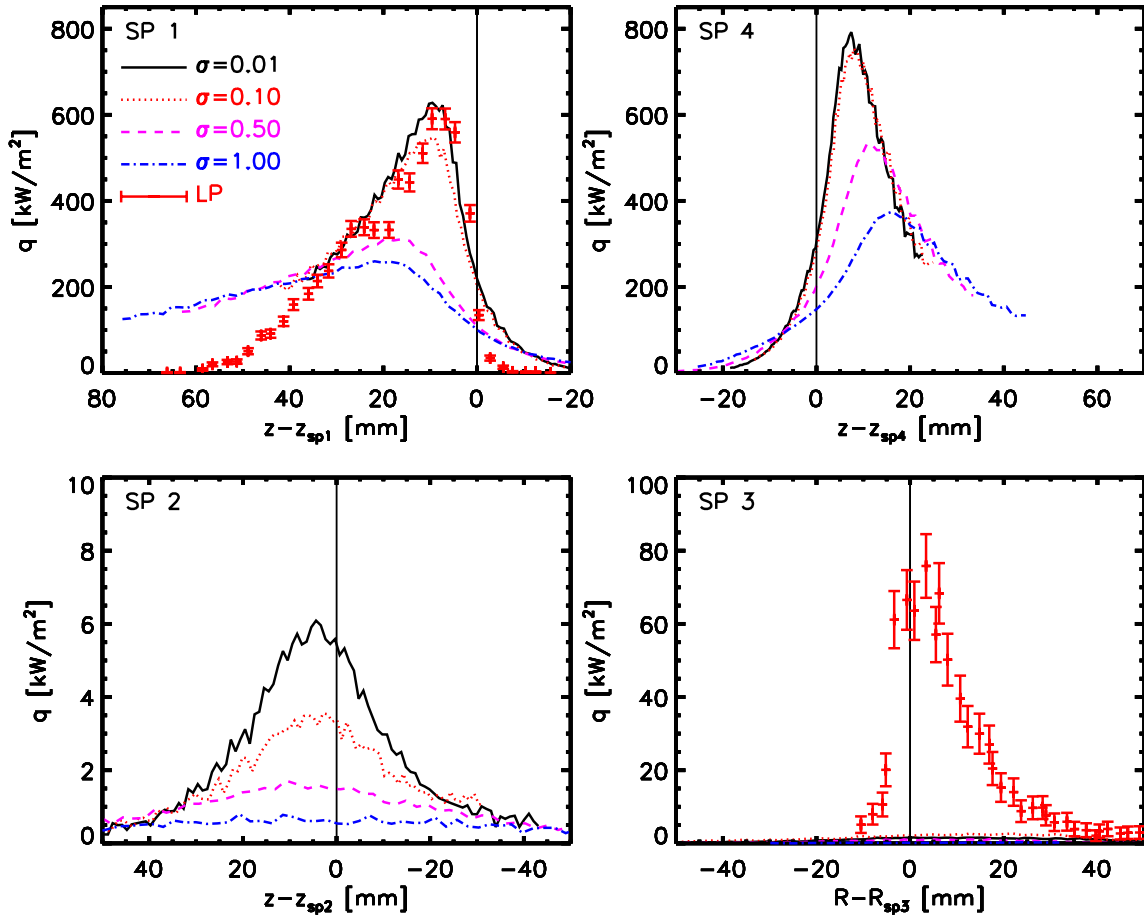 SP 1
σ=0.01
σ=0.10
σ=0.50
σ=1.00
LP
q [kW/m²]
800
600
400
200
0
80 60 40 20 0 −20
z−z_sp1 [mm]
SP 4
q [kW/m²]
800
600
400
200
0
−20 0 20 40 60
z−z_sp4 [mm]
SP 2
q [kW/m²]
10
8
6
4
2
0
40 20 0 −20 −40
z−z_sp2 [mm]
SP 3
q [kW/m²]
100
80
60
40
20
0
−40 −20 0 20 40
R−R_sp3 [mm]